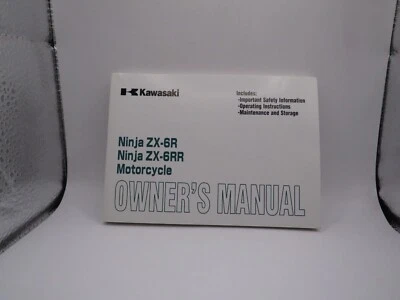 Kawasaki
Includes:
-Important Safety Information
-Operating Instructions
-Maintenance and Storage
Ninja ZX-6R
Ninja ZX-6RR
Motorcycle
OWNER'S MANUAL